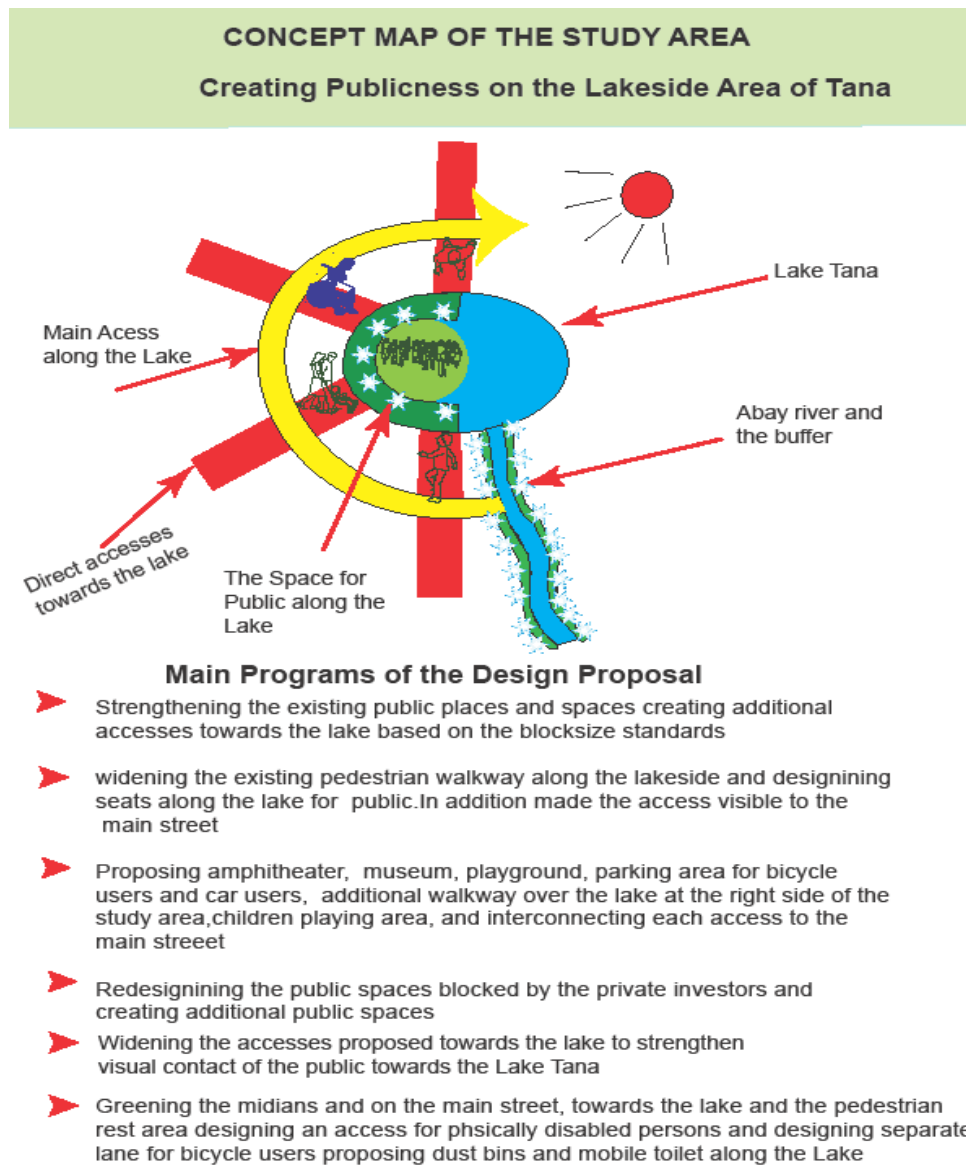 CONCEPT MAP OF THE STUDY AREA
Creating Publicness on the Lakeside Area of Tana
Lake Tana
Main Acess
along the Lake
Abay river and
the buffer
Direct accesses
towards the lake
The Space for
Public along the
Lake
Main Programs of the Design Proposal
Strengthening the existing public places and spaces creating additional
accesses towards the lake based on the blocksize standards
widening the existing pedestrian walkway along the lakeside and designining
seats along the lake for public.In addition made the access visible to the
main street
Proposing amphitheater, museum, playground, parking area for bicycle
users and car users, additional walkway over the lake at the right side of the
study area,children playing area, and interconnecting each access to the
main streeet
Redesignining the public spaces blocked by the private investors and
creating additional public spaces
Widening the accesses proposed towards the lake to strengthen
visual contact of the public towards the Lake Tana
Greening the midians and on the main street, towards the lake and the pedestrian
rest area designing an access for phsically disabled persons and designing separate
lane for bicycle users proposing dust bins and mobile toilet along the Lake